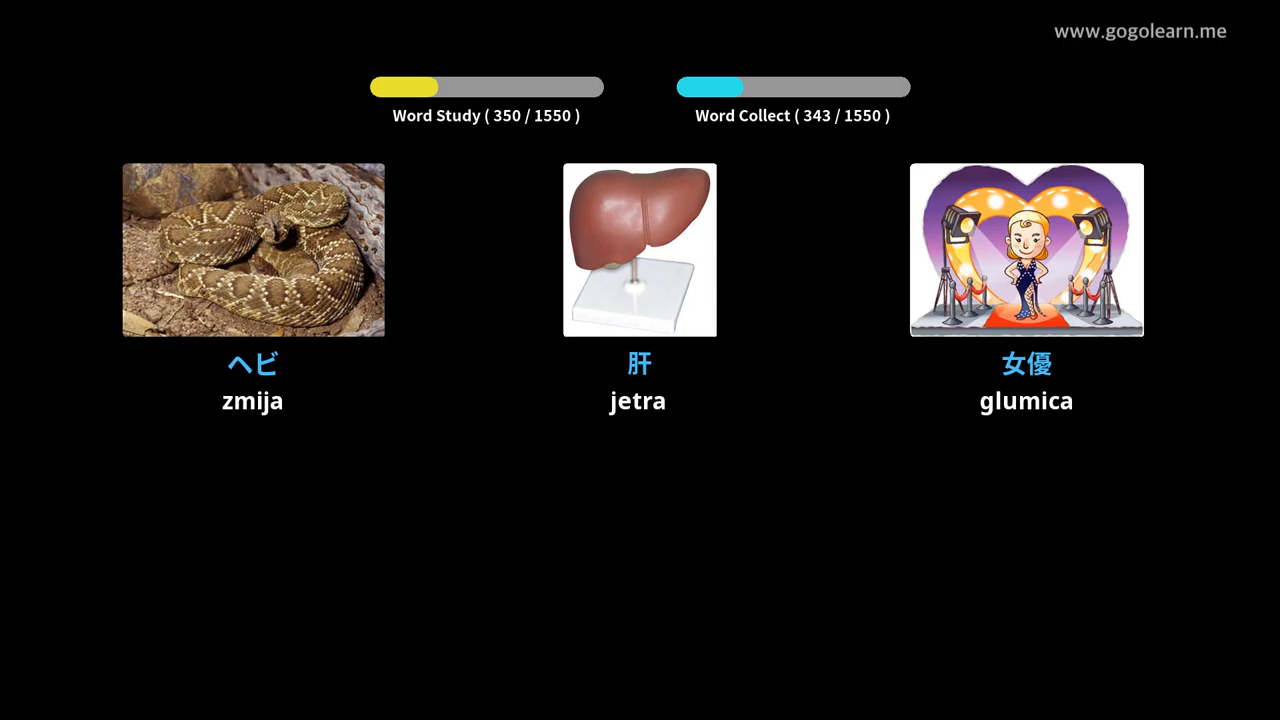 www.gogolearn.me
Word Study ( 350 / 1550 )
Word Collect ( 343 / 1550 )
ヘビ
zmija
肝
jetra
女優
glumica